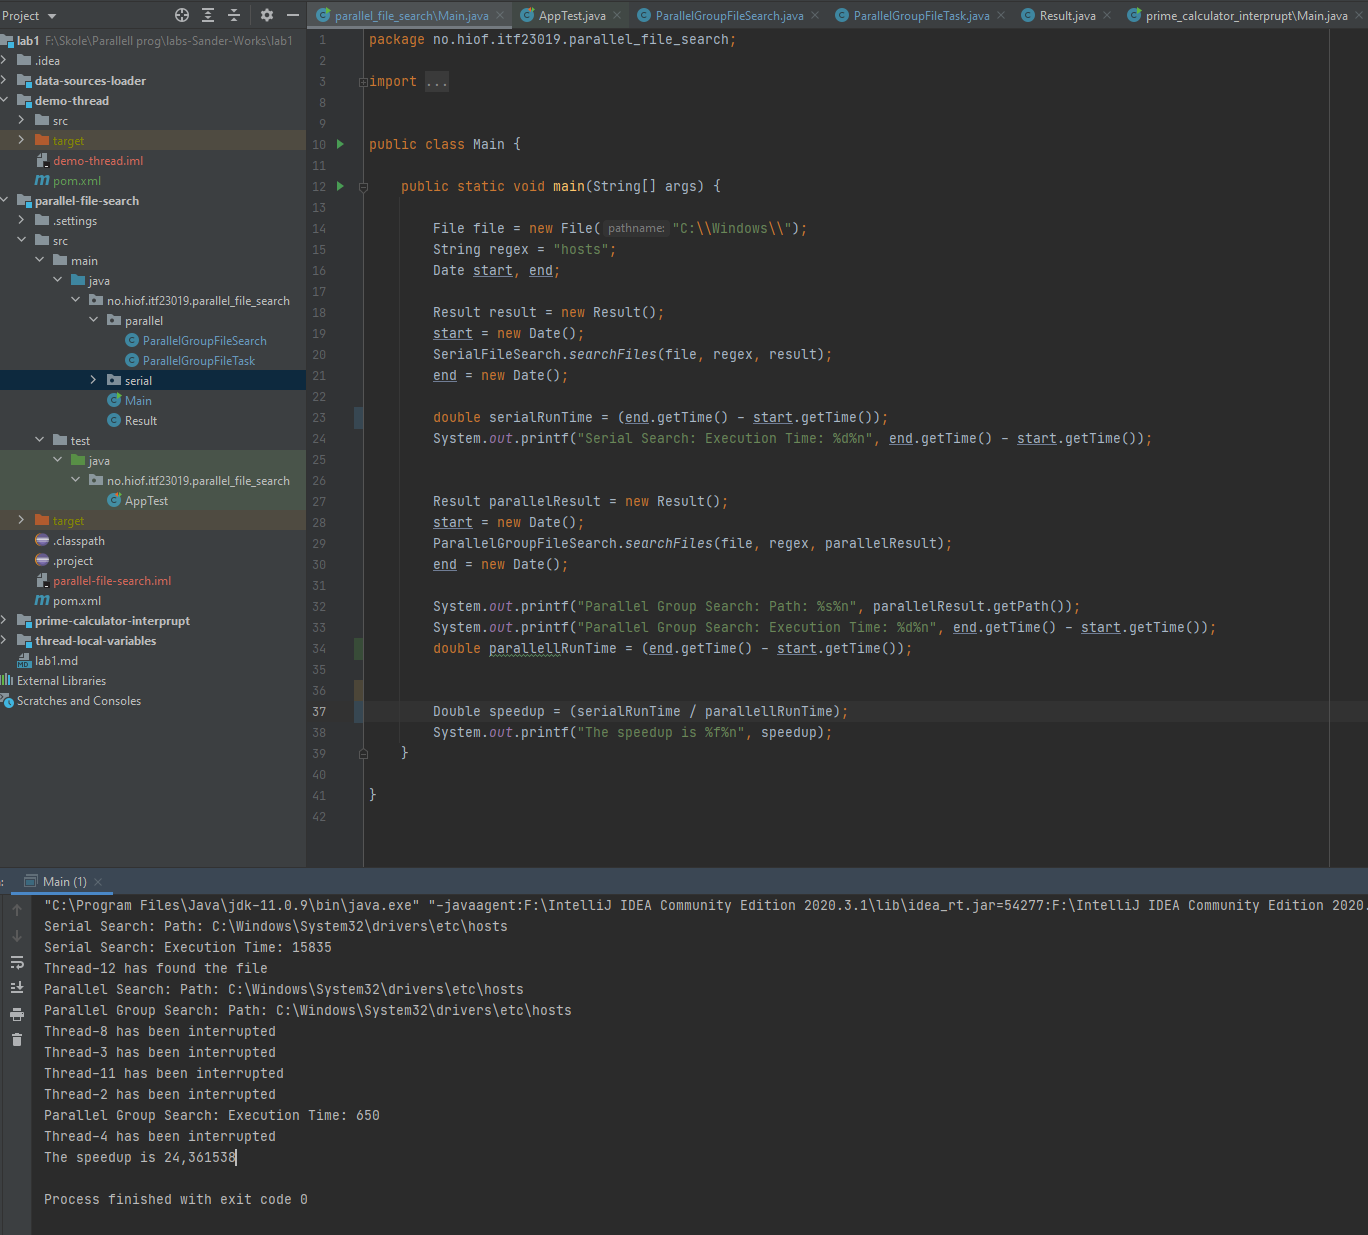 Project
lab1 F:\Skole\Parallell prog\labs-Sander-Works\lab1
.idea
data-sources-loader
demo-thread
src
target
demo-thread.iml
pom.xml
parallel-file-search
.settings
src
main
java
no.hiof.itf23019.parallel_file_search
parallel
ParallelGroupFileSearch
ParallelGroupFileTask
serial
Main
Result
test
java
no.hiof.itf23019.parallel_file_search
AppTest
target
.classpath
.project
parallel-file-search.iml
pom.xml
prime-calculator-interprupt
thread-local-variables
lab1.md
External Libraries
Scratches and Consoles
parallel_file_search\Main.java AppTest.java ParallelGroupFileSearch.java ParallelGroupFileTask.java Result.java prime_calculator_interprupt\Main.java
1 package no.hiof.itf23019.parallel_file_search;
2
3 import ...
8
9
10 public class Main {
11
12 public static void main(String[] args) {
13
14 File file = new File( pathname: "C:\\Windows\\");
15 String regex = "hosts";
16 Date start, end;
17
18 Result result = new Result();
19 start = new Date();
20 SerialFileSearch.searchFiles(file, regex, result);
21 end = new Date();
22
23 double serialRunTime = (end.getTime() - start.getTime());
24 System.out.printf("Serial Search: Execution Time: %d%n", end.getTime() - start.getTime());
25
26
27 Result parallelResult = new Result();
28 start = new Date();
29 ParallelGroupFileSearch.searchFiles(file, regex, parallelResult);
30 end = new Date();
31
32 System.out.printf("Parallel Group Search: Path: %s%n", parallelResult.getPath());
33 System.out.printf("Parallel Group Search: Execution Time: %d%n", end.getTime() - start.getTime());
34 double parallellRunTime = (end.getTime() - start.getTime());
35
36
37 Double speedup = (serialRunTime / parallellRunTime);
38 System.out.printf("The speedup is %f%n", speedup);
39 }
40
41 }
42
Main (1)
"C:\Program Files\Java\jdk-11.0.9\bin\java.exe" "-javaagent:F:\IntelliJ IDEA Community Edition 2020.3.1\lib\idea_rt.jar=54277:F:\IntelliJ IDEA Community Edition 2020.
Serial Search: Path: C:\Windows\System32\drivers\etc\hosts
Serial Search: Execution Time: 15835
Thread-12 has found the file
Parallel Search: Path: C:\Windows\System32\drivers\etc\hosts
Parallel Group Search: Path: C:\Windows\System32\drivers\etc\hosts
Thread-8 has been interrupted
Thread-3 has been interrupted
Thread-11 has been interrupted
Thread-2 has been interrupted
Parallel Group Search: Execution Time: 650
Thread-4 has been interrupted
The speedup is 24,361538
Process finished with exit code 0